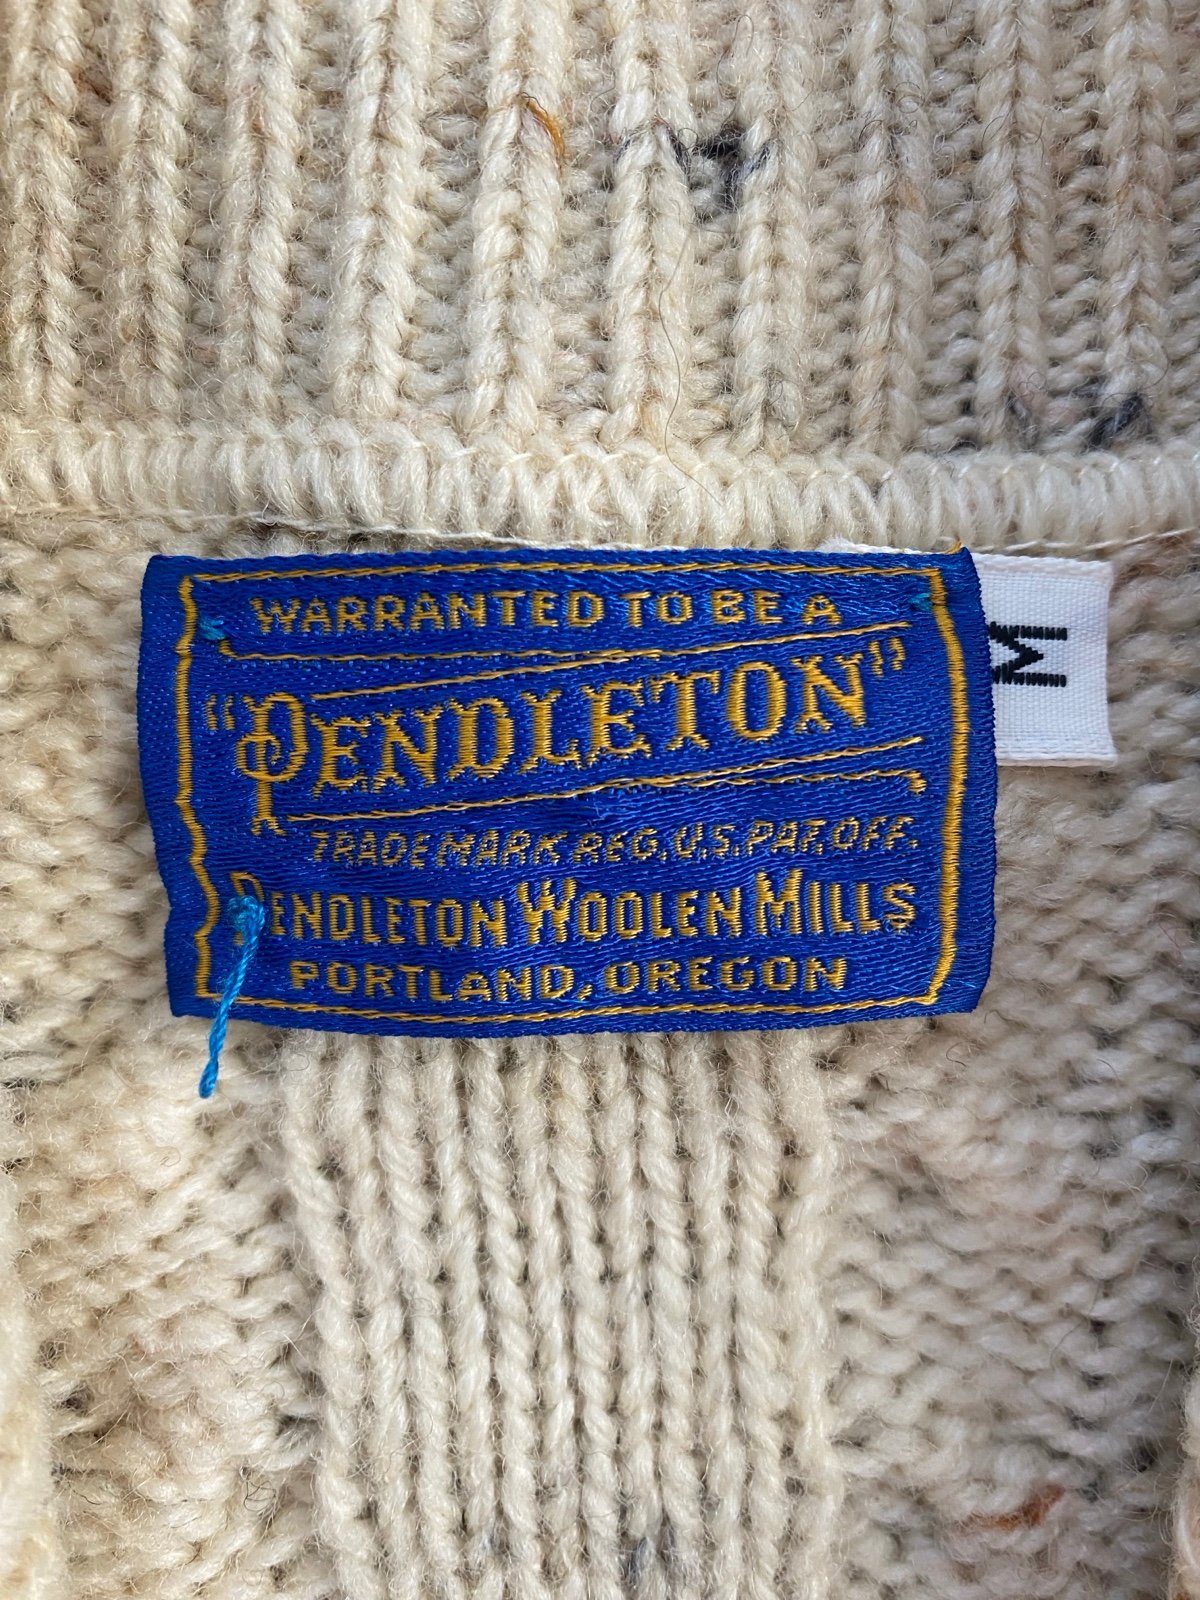 WARRANTED TO BE A
"PENDLETON"
TRADE MARK REG. U.S. PAT. OFF.
PENDLETON WOOLEN MILLS
PORTLAND, OREGON
M